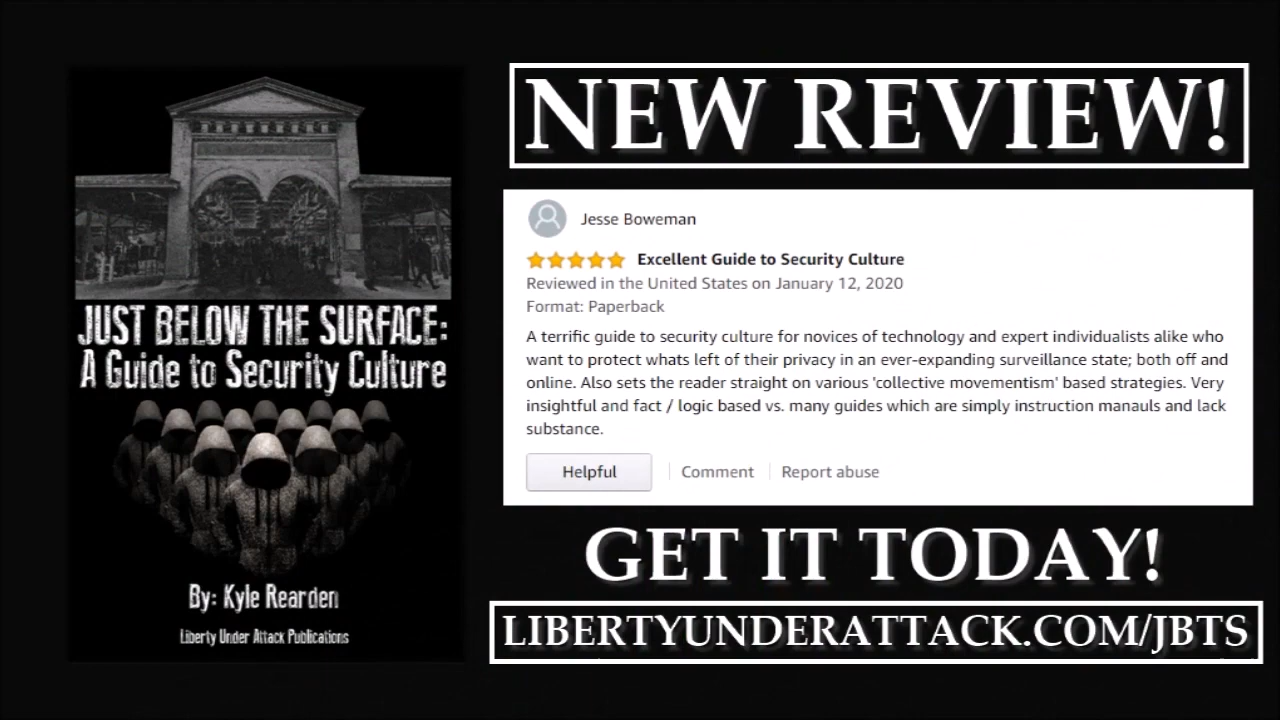 JUST BELOW THE SURFACE:
A Guide to Security Culture
By: Kyle Rearden
Liberty Under Attack Publications
NEW REVIEW!
Jesse Boweman
Excellent Guide to Security Culture
Reviewed in the United States on January 12, 2020
Format: Paperback
A terrific guide to security culture for novices of technology and expert individualists alike who
want to protect whats left of their privacy in an ever-expanding surveillance state; both off and
online. Also sets the reader straight on various 'collective movementism' based strategies. Very
insightful and fact / logic based vs. many guides which are simply instruction manauls and lack
substance.
Helpful
Comment
Report abuse
GET IT TODAY!
LIBERTYUNDERATTACK.COM/JBTS